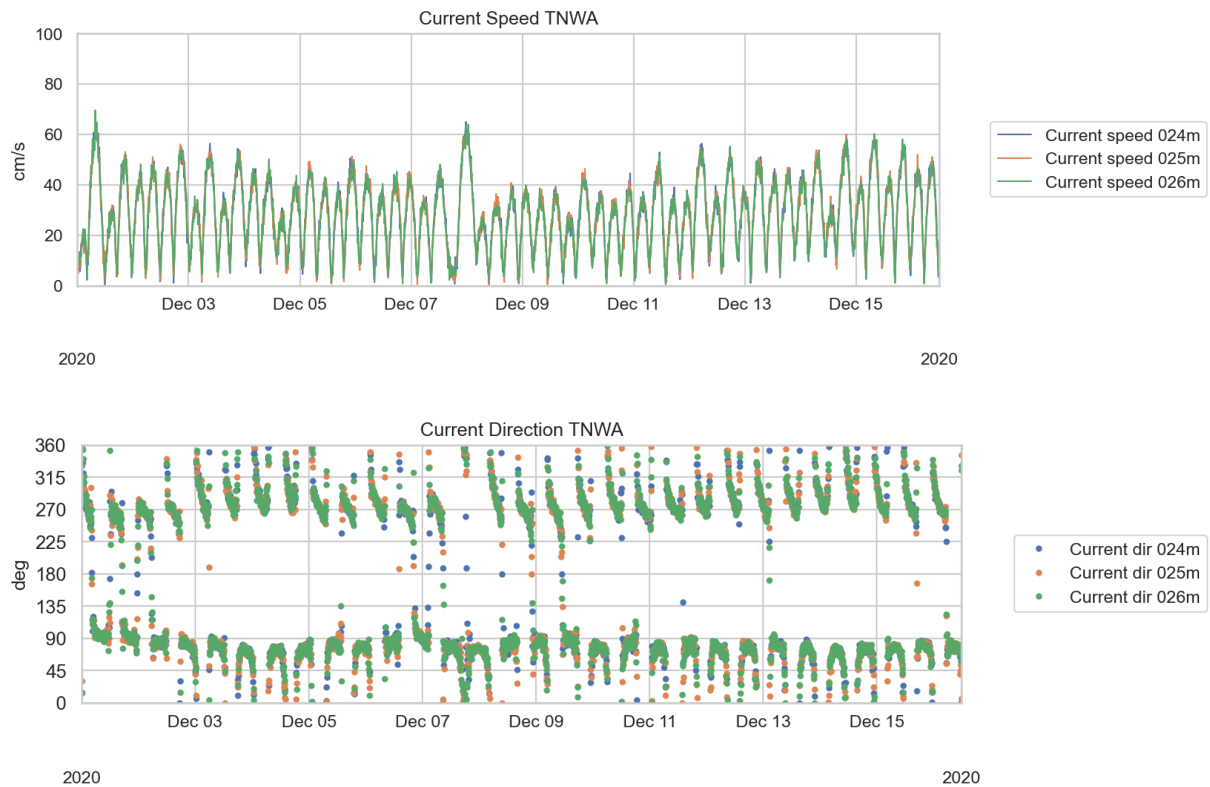 Current Speed TNWA
100
80
60
40
20
0
cm/s
Dec 03 Dec 05 Dec 07 Dec 09 Dec 11 Dec 13 Dec 15
2020 2020
Current speed 024m
Current speed 025m
Current speed 026m
Current Direction TNWA
360
315
270
225
180
135
90
45
0
deg
Dec 03 Dec 05 Dec 07 Dec 09 Dec 11 Dec 13 Dec 15
2020 2020
Current dir 024m
Current dir 025m
Current dir 026m